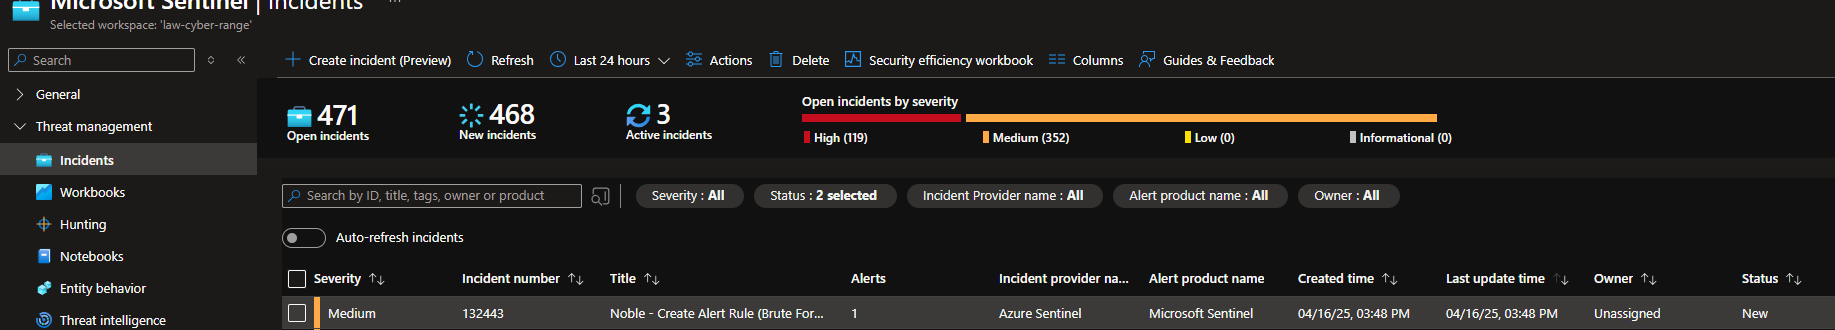 Microsoft Sentinel | Incidents ...
Selected workspace: 'law-cyber-range'
Search
General
Threat management
Incidents
Workbooks
Hunting
Notebooks
Entity behavior
Threat intelligence
Create incident (Preview) Refresh Last 24 hours Actions Delete Security efficiency workbook Columns Guides & Feedback
471
Open incidents
468
New incidents
3
Active incidents
Open incidents by severity
High (119) Medium (352) Low (0) Informational (0)
Search by ID, title, tags, owner or product
Severity : All Status : 2 selected Incident Provider name : All Alert product name : All Owner : All
Auto-refresh incidents
Severity Incident number Title Alerts Incident provider na... Alert product name Created time Last update time Owner Status
Medium 132443 Noble - Create Alert Rule (Brute For... 1 Azure Sentinel Microsoft Sentinel 04/16/25, 03:48 PM 04/16/25, 03:48 PM Unassigned New